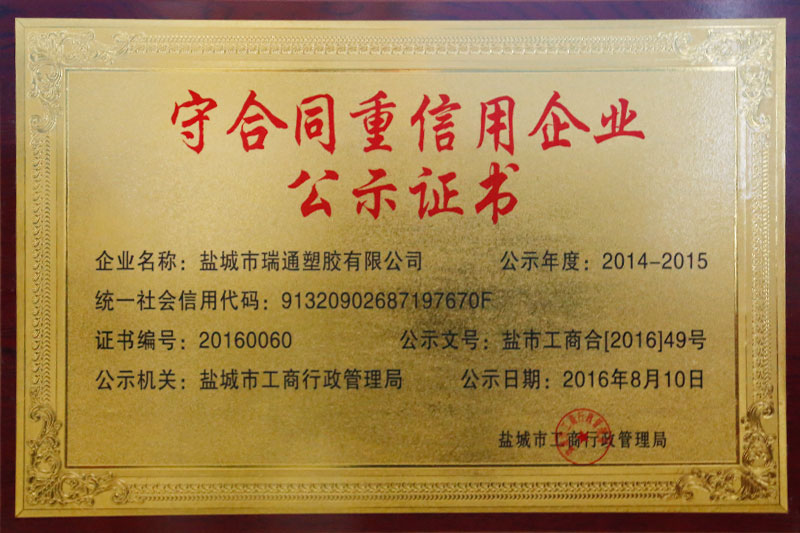 守合同重信用企业
公示证书
企业名称：盐城市瑞通塑胶有限公司 公示年度：2014-2015
统一社会信用代码：91320902687197670F
证书编号：20160060 公示文号：盐市工商合[2016]49号
公示机关：盐城市工商行政管理局 公示日期：2016年8月10日
盐城市工商行政管理局